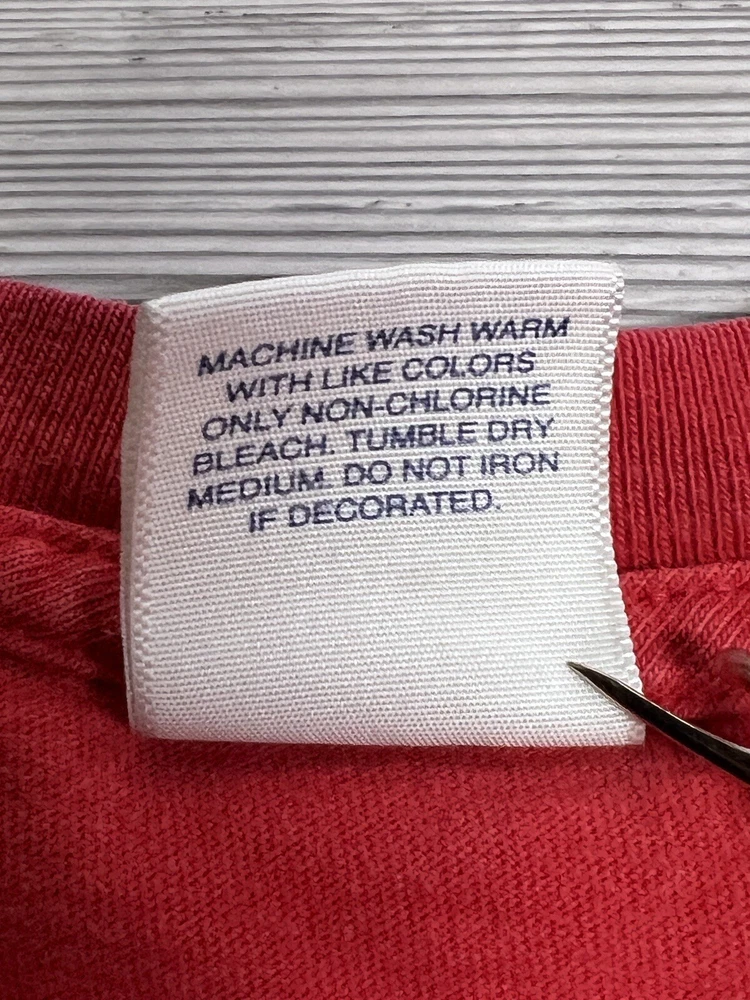 MACHINE WASH WARM
WITH LIKE COLORS
ONLY NON-CHLORINE
BLEACH. TUMBLE DRY
MEDIUM. DO NOT IRON
IF DECORATED.